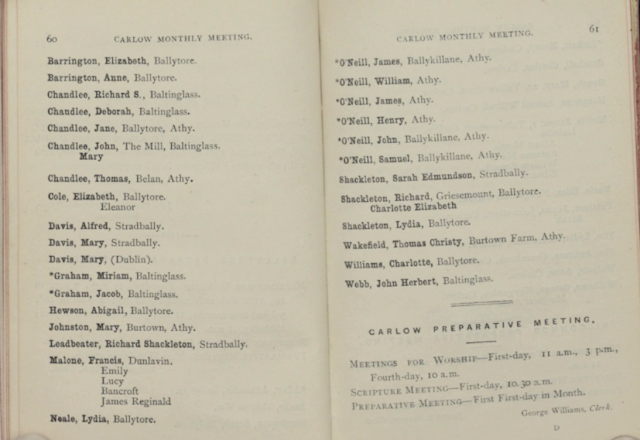 60 CARLOW MONTHLY MEETING.
Barrington, Elizabeth, Ballytore.
Barrington, Anne, Ballytore.
Chandlee, Richard S., Baltinglass.
Chandlee, Deborah, Baltinglass.
Chandlee, Jane, Ballytore, Athy.
Chandlee, John, The Mill, Baltinglass.
Mary
Chandlee, Thomas, Belan, Athy.
Cole, Elizabeth, Ballytore.
Eleanor
Davis, Alfred, Stradbally.
Davis, Mary, Stradbally.
Davis, Mary, (Dublin).
*Graham, Miriam, Baltinglass.
*Graham, Jacob, Baltinglass.
Hewson, Abigail, Ballytore.
Johnston, Mary, Burtown, Athy.
Leadbeater, Richard Shackleton, Stradbally.
Malone, Francis, Dunlavin.
Emily
Lucy
Bancroft
James Reginald
Neale, Lydia, Ballytore.
CARLOW MONTHLY MEETING. 61
*O'Neill, James, Ballykillane, Athy.
*O'Neill, William, Athy.
*O'Neill, James, Athy.
*O'Neill, Henry, Athy.
*O'Neill, John, Ballykillane, Athy.
*O'Neill, Samuel, Ballykillane, Athy.
Shackleton, Sarah Edmundson, Stradbally.
Shackleton, Richard, Griesemount, Ballytore.
Charlotte Elizabeth
Shackleton, Lydia, Ballytore.
Wakefield, Thomas Christy, Burtown Farm, Athy.
Williams, Charlotte, Ballytore.
Webb, John Herbert, Baltinglass.
CARLOW PREPARATIVE MEETING.
MEETINGS FOR WORSHIP—First-day, 11 a.m., 3 p.m.,
Fourth-day, 10 a.m.
SCRIPTURE MEETING—First-day, 10.30 a.m.
PREPARATIVE MEETING—First First-day in Month.
George Williams, Clerk.
D